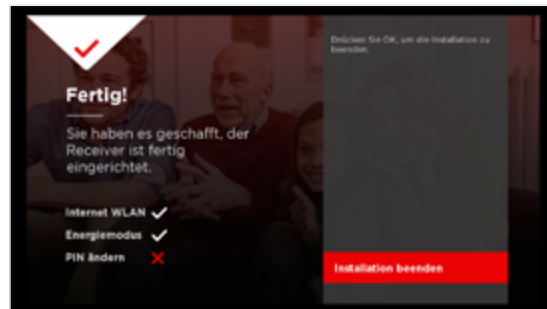 Fertig!
Sie haben es geschafft, der
Receiver ist fertig
eingerichtet.
Internet WLAN
Energiemodus
PIN ändern
Drücken Sie OK, um die Installation zu
beenden.
Installation beenden